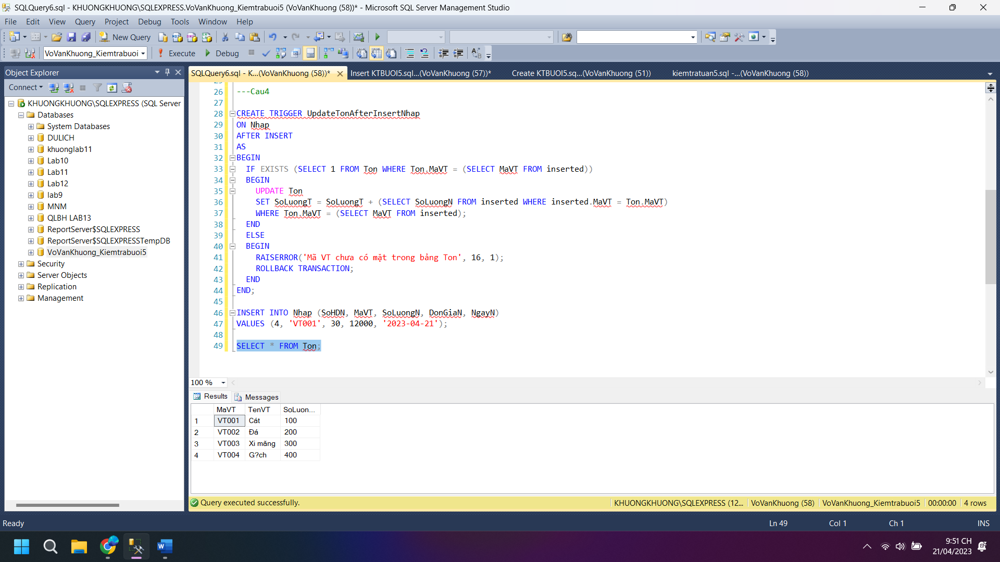 SQLQuery6.sql - KHUONGKHUONG\SQLEXPRESS.VoVanKhuong_Kiemtrabuoi5 (VoVanKhuong (58))* - Microsoft SQL Server Management Studio
File Edit View Query Project Debug Tools Window Help
New Query
VoVanKhuong_Kiemtrabuoi Execute Debug
Object Explorer
Connect
KHUONGKHUONG\SQLEXPRESS (SQL Server
Databases
System Databases
DULICH
khuonglab11
Lab10
Lab11
Lab12
lab9
MNM
QLBH LAB13
ReportServer$SQLEXPRESS
ReportServer$SQLEXPRESSTempDB
VoVanKhuong_Kiemtrabuoi5
Security
Server Objects
Replication
Management
SQLQuery6.sql - K...(VoVanKhuong (58))* Insert KTBUOI5.sql...(VoVanKhuong (57))* Create KTBUOI5.sq...(VoVanKhuong (51)) kiemtratuan5.sql -...(VoVanKhuong (58))
26 ---Cau4
27
28 CREATE TRIGGER UpdateTonAfterInsertNhap
29 ON Nhap
30 AFTER INSERT
31 AS
32 BEGIN
33 IF EXISTS (SELECT 1 FROM Ton WHERE Ton.MaVT = (SELECT MaVT FROM inserted))
34 BEGIN
35 UPDATE Ton
36 SET SoLuongT = SoLuongT + (SELECT SoLuongN FROM inserted WHERE inserted.MaVT = Ton.MaVT)
37 WHERE Ton.MaVT = (SELECT MaVT FROM inserted);
38 END
39 ELSE
40 BEGIN
41 RAISERROR('Mã VT chưa có mặt trong bảng Ton', 16, 1);
42 ROLLBACK TRANSACTION;
43 END
44 END;
45
46 INSERT INTO Nhap (SoHDN, MaVT, SoLuongN, DonGiaN, NgayN)
47 VALUES (4, 'VT001', 30, 12000, '2023-04-21');
48
49 SELECT * FROM Ton;
100 %
Results Messages
MaVT TenVT SoLuon...
1 VT001 Cát 100
2 VT002 Đá 200
3 VT003 Xi măng 300
4 VT004 G?ch 400
Query executed successfully. KHUONGKHUONG\SQLEXPRESS (12... VoVanKhuong (58) VoVanKhuong_Kiemtrabuoi5 00:00:00 4 rows
Ready Ln 49 Col 1 Ch 1 INS
9:51 CH
21/04/2023